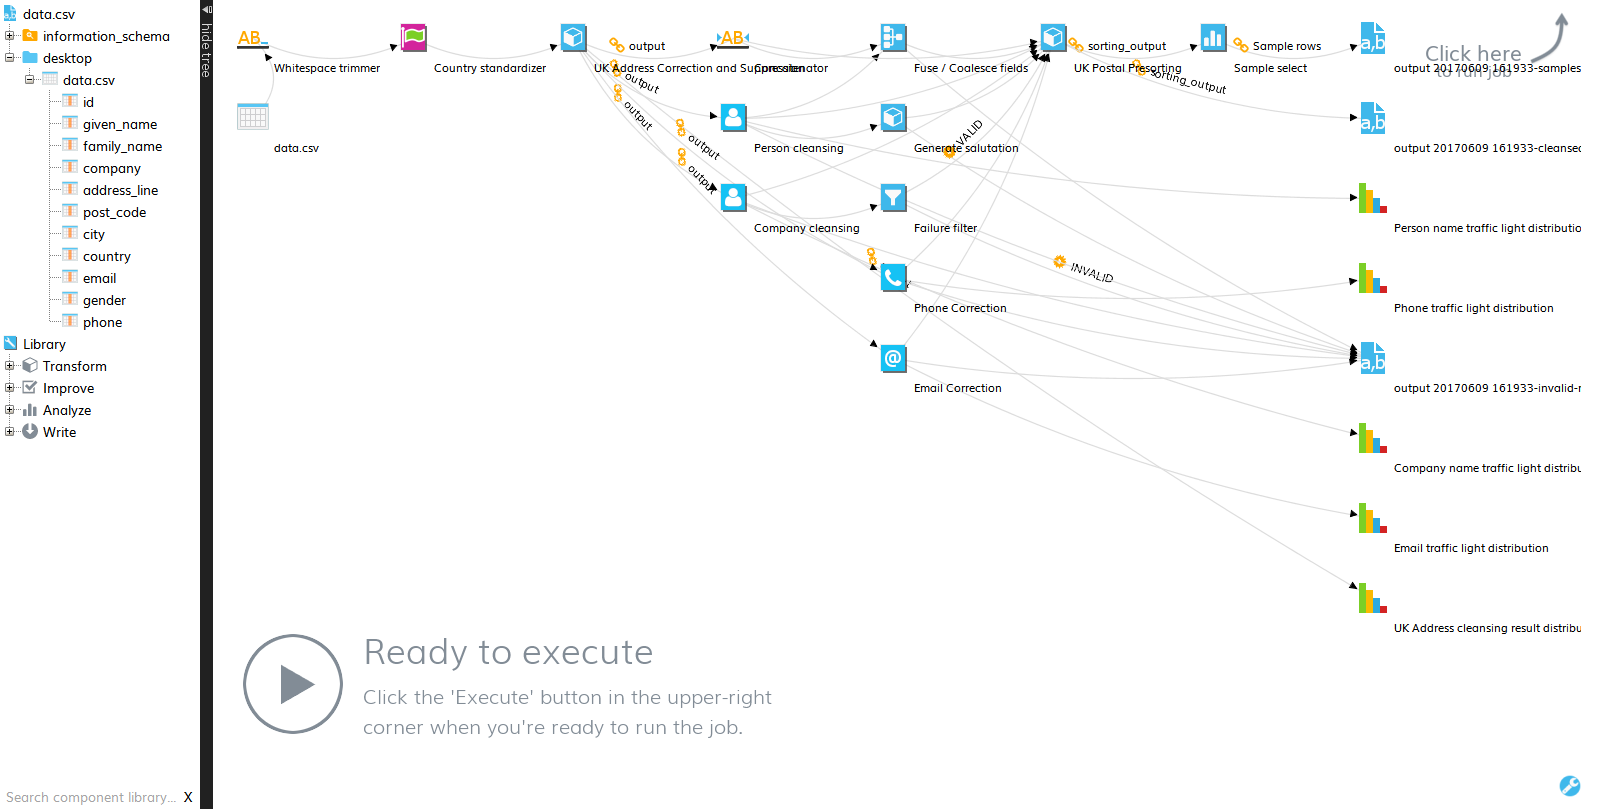 data.csv
information_schema
desktop
data.csv
id
given_name
family_name
company
address_line
post_code
city
country
email
gender
phone
Library
Transform
Improve
Analyze
Write
Search component library... X
hide tree
AB_
Whitespace trimmer
data.csv
Country standardizer
output
UK Address Correction and Suppression
output
output
output
output
AB
Person cleansing
Company cleansing
Fuse / Coalesce fields
Generate salutation
VALID
Failure filter
INVALID
Phone Correction
@
Email Correction
sorting_output
UK Postal Presorting
sorting_output
Sample rows
Sample select
a,b
output 20170609 161933-samples
Click here
to run job
a,b
output 20170609 161933-cleansed
Person name traffic light distributio
Phone traffic light distribution
a,b
output 20170609 161933-invalid-r
Company name traffic light distribu
Email traffic light distribution
UK Address cleansing result distribu
Ready to execute
Click the 'Execute' button in the upper-right
corner when you're ready to run the job.